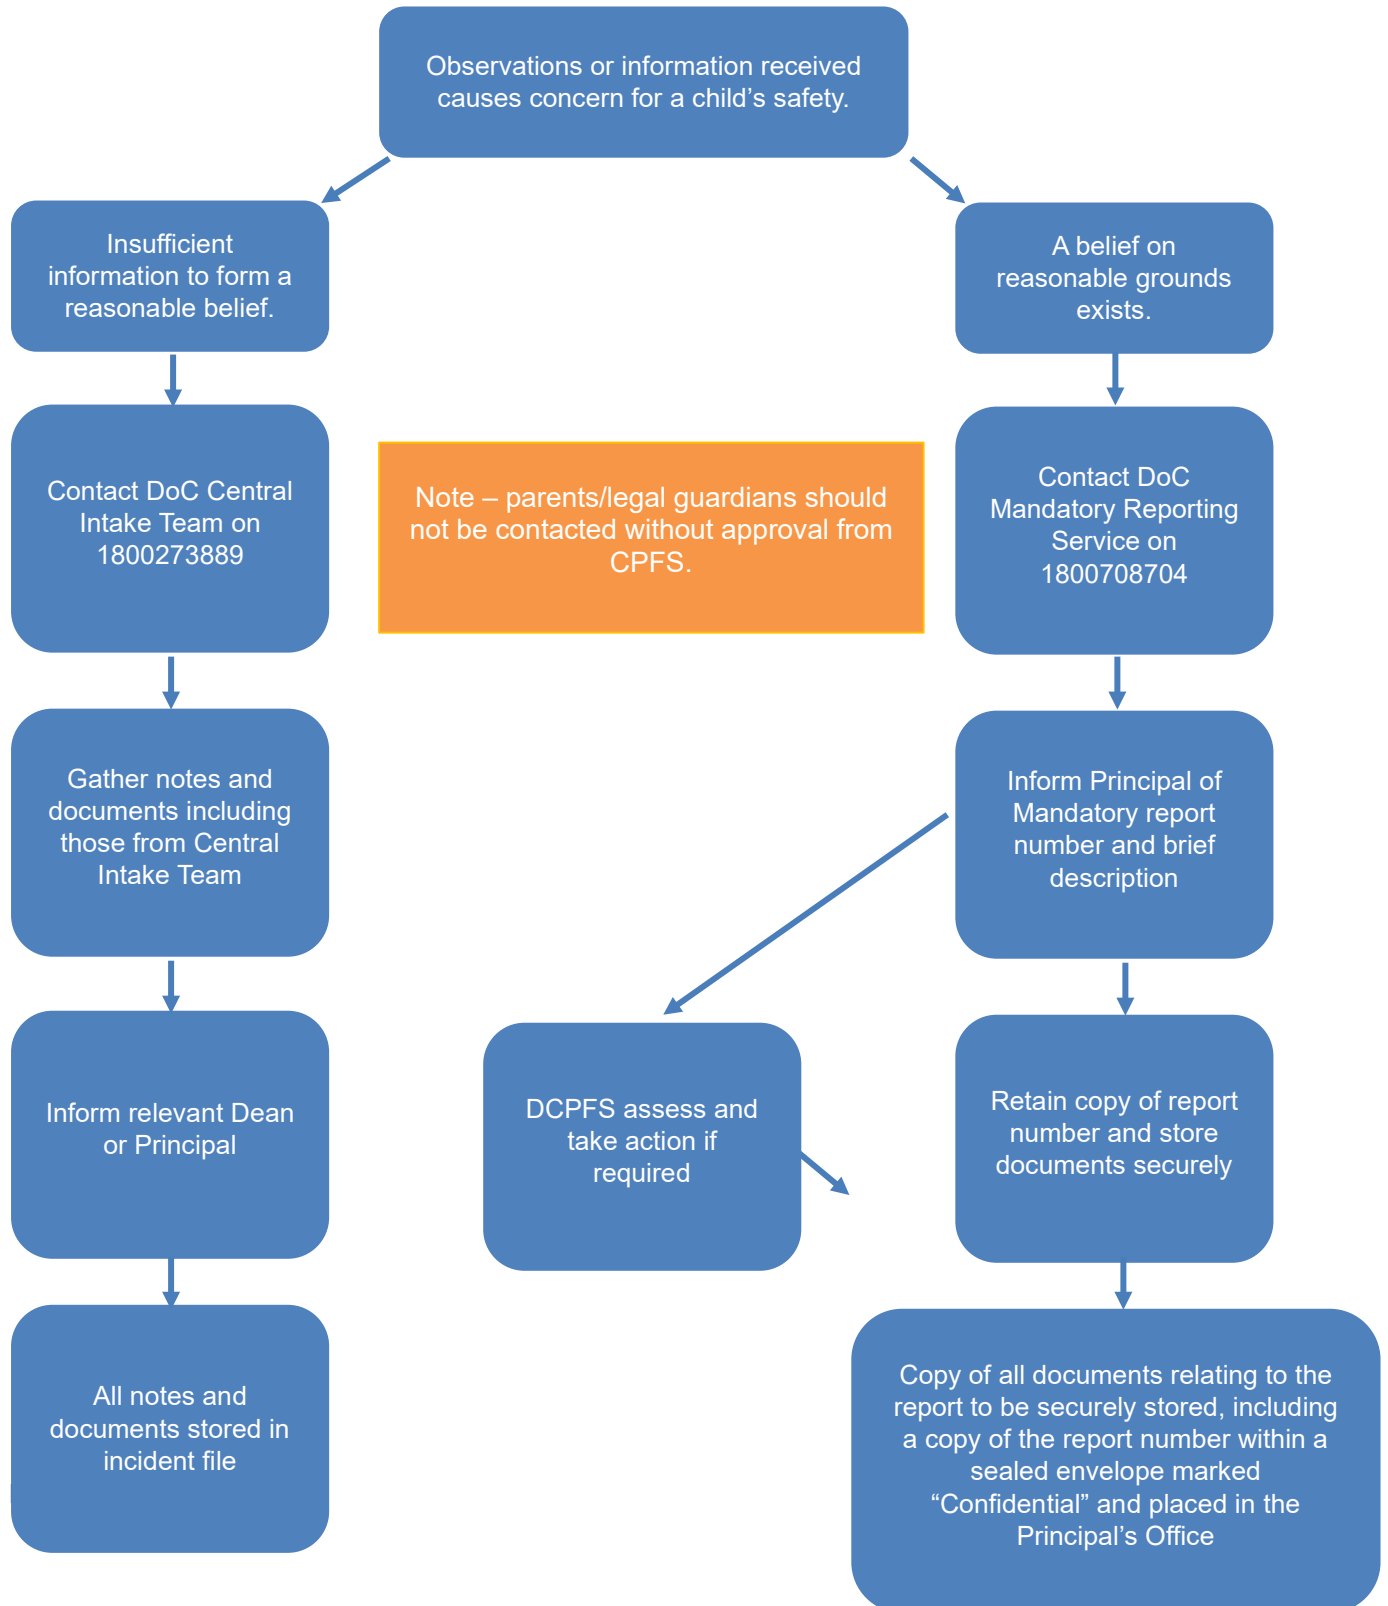 Observations or information received
causes concern for a child’s safety.
Insufficient
information to form a
reasonable belief.
A belief on
reasonable grounds
exists.
Contact DoC Central
Intake Team on
1800273889
Note – parents/legal guardians should
not be contacted without approval from
CPFS.
Contact DoC
Mandatory Reporting
Service on
1800708704
Gather notes and
documents including
those from Central
Intake Team
Inform Principal of
Mandatory report
number and brief
description
Inform relevant Dean
or Principal
DCPFS assess and
take action if
required
Retain copy of report
number and store
documents securely
All notes and
documents stored in
incident file
Copy of all documents relating to the
report to be securely stored, including
a copy of the report number within a
sealed envelope marked
“Confidential” and placed in the
Principal’s Office